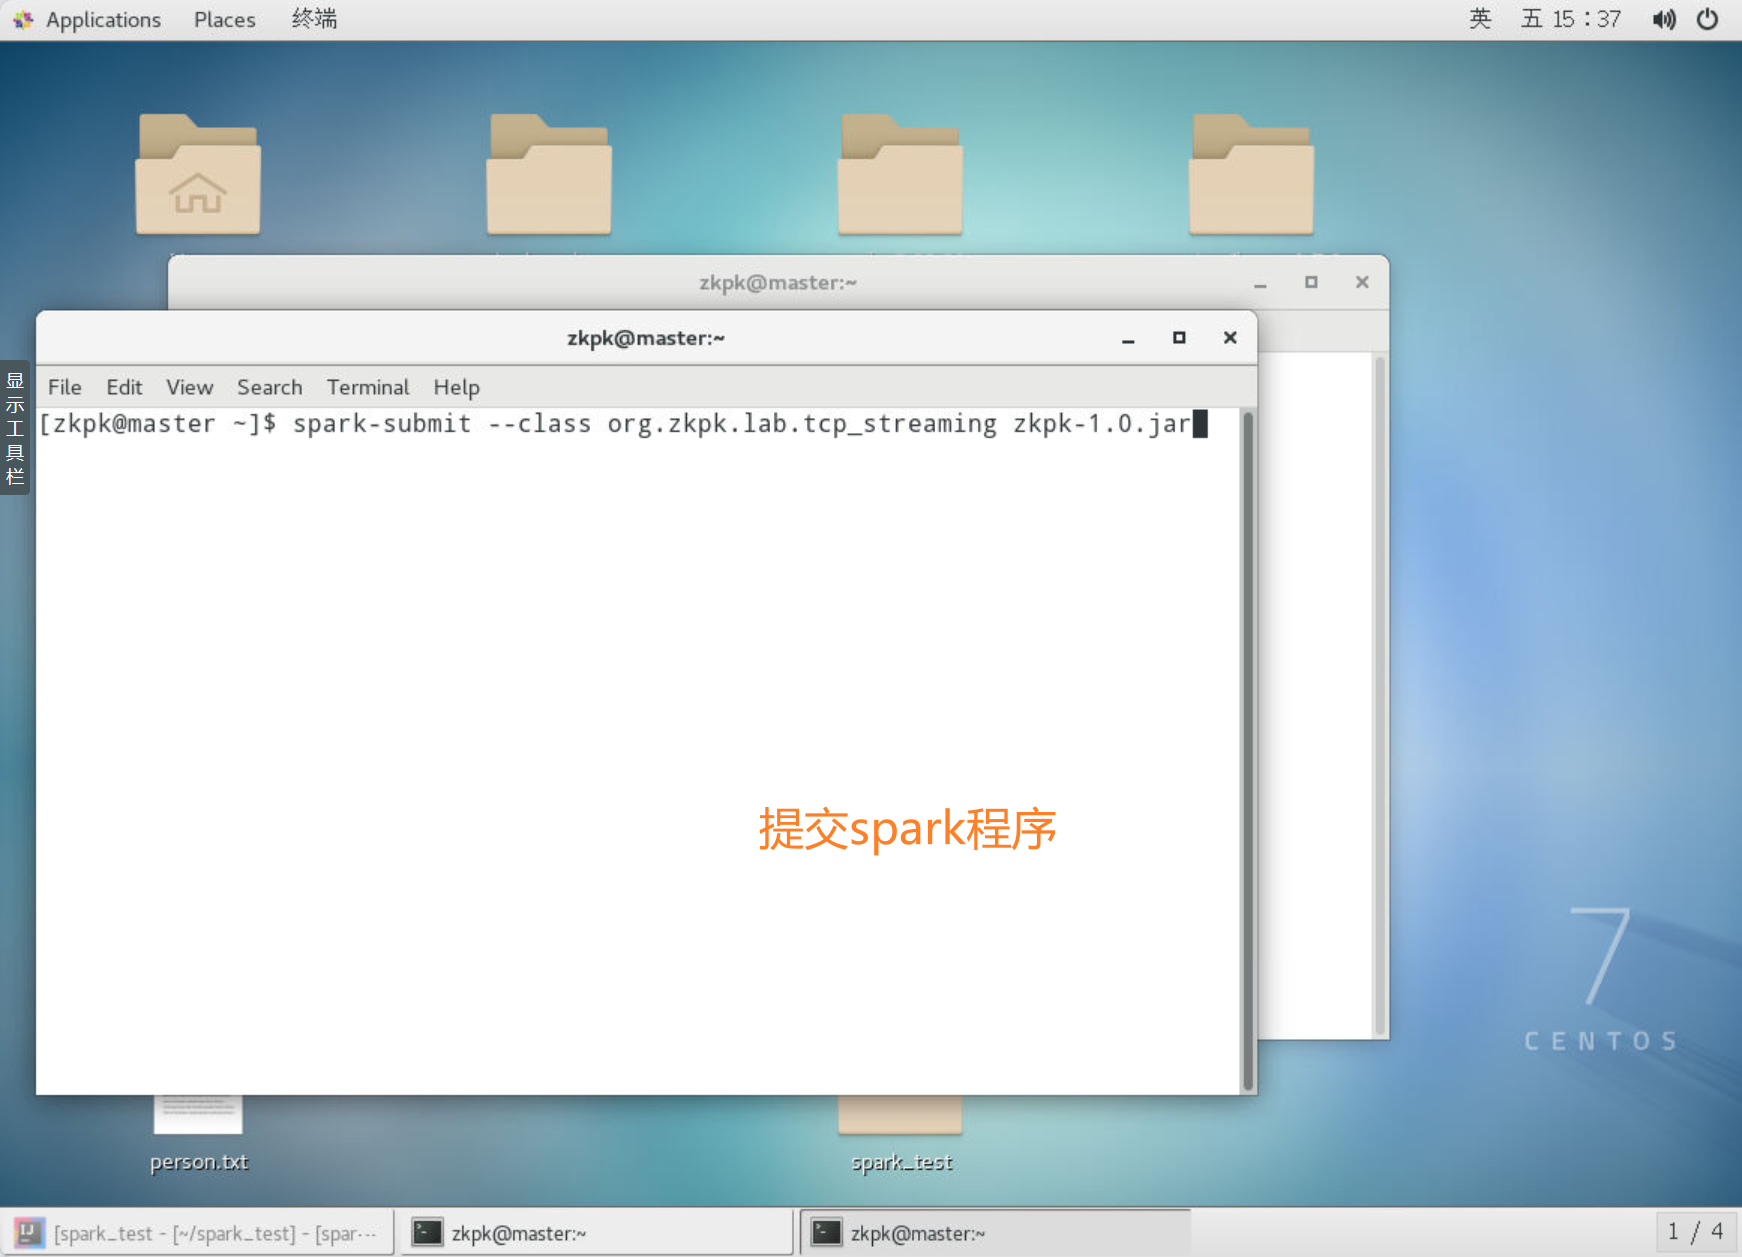 Applications Places 终端 英 五 15：37
zkpk@master:~
zkpk@master:~
File Edit View Search Terminal Help
[zkpk@master ~]$ spark-submit --class org.zkpk.lab.tcp_streaming zkpk-1.0.jar
显示工具栏
提交spark程序
7
CENTOS
person.txt
spark_test
[spark_test - [~/spark_test] - [spar··· zkpk@master:~ zkpk@master:~ 1 / 4